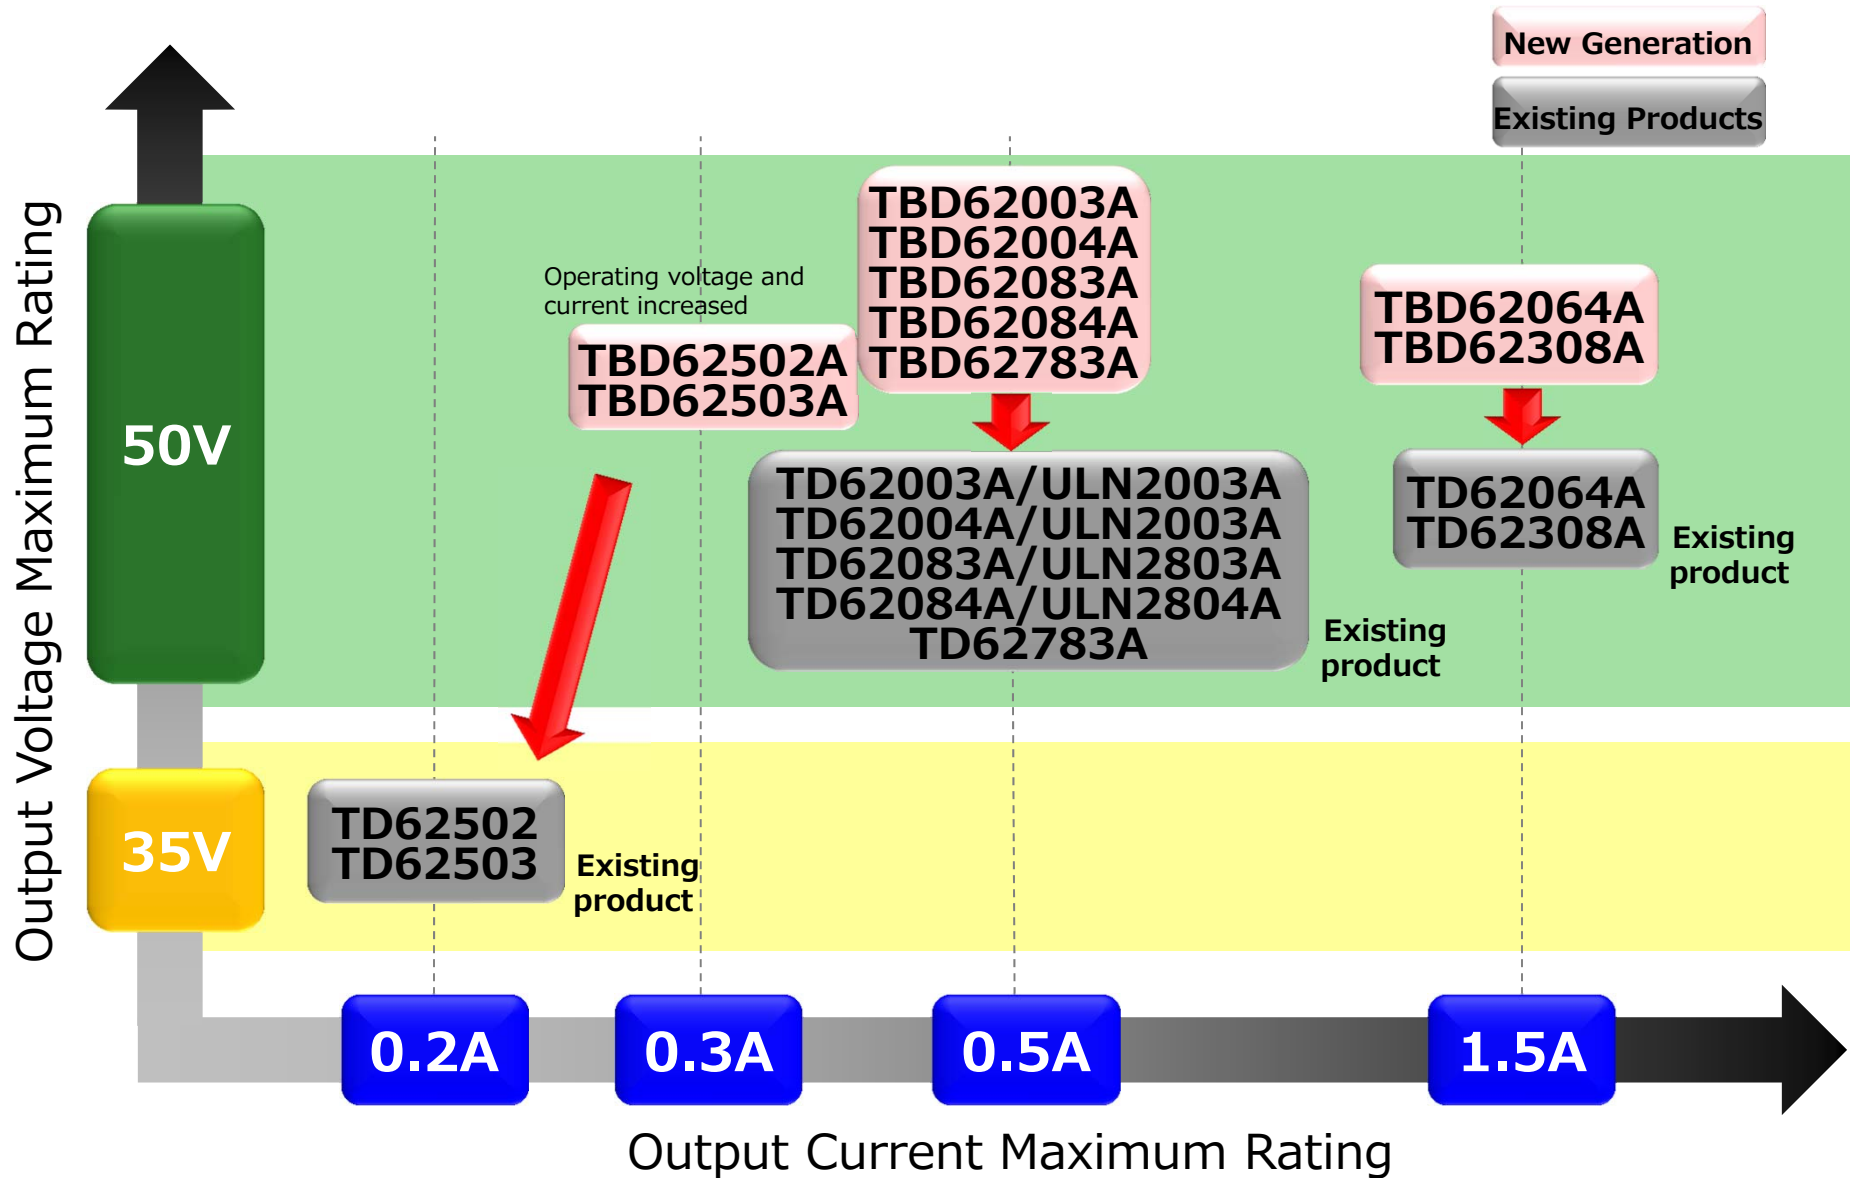 New Generation
Existing Products
Output Voltage Maximum Rating
50V
35V
Operating voltage and
current increased
TBD62502A
TBD62503A
TBD62003A
TBD62004A
TBD62083A
TBD62084A
TBD62783A
TBD62064A
TBD62308A
TD62003A/ULN2003A
TD62004A/ULN2003A
TD62083A/ULN2803A
TD62084A/ULN2804A
TD62783A
Existing
product
TD62064A
TD62308A
Existing
product
TD62502
TD62503
Existing
product
0.2A
0.3A
0.5A
1.5A
Output Current Maximum Rating